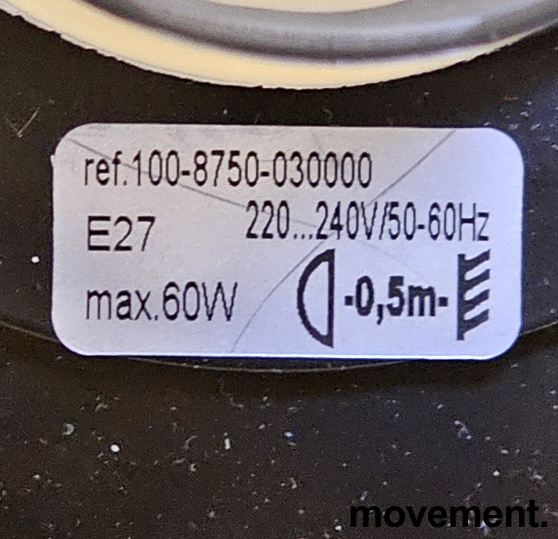 ref.100-8750-030000
E27 220...240V/50-60Hz
max.60W -0,5m-
movement.